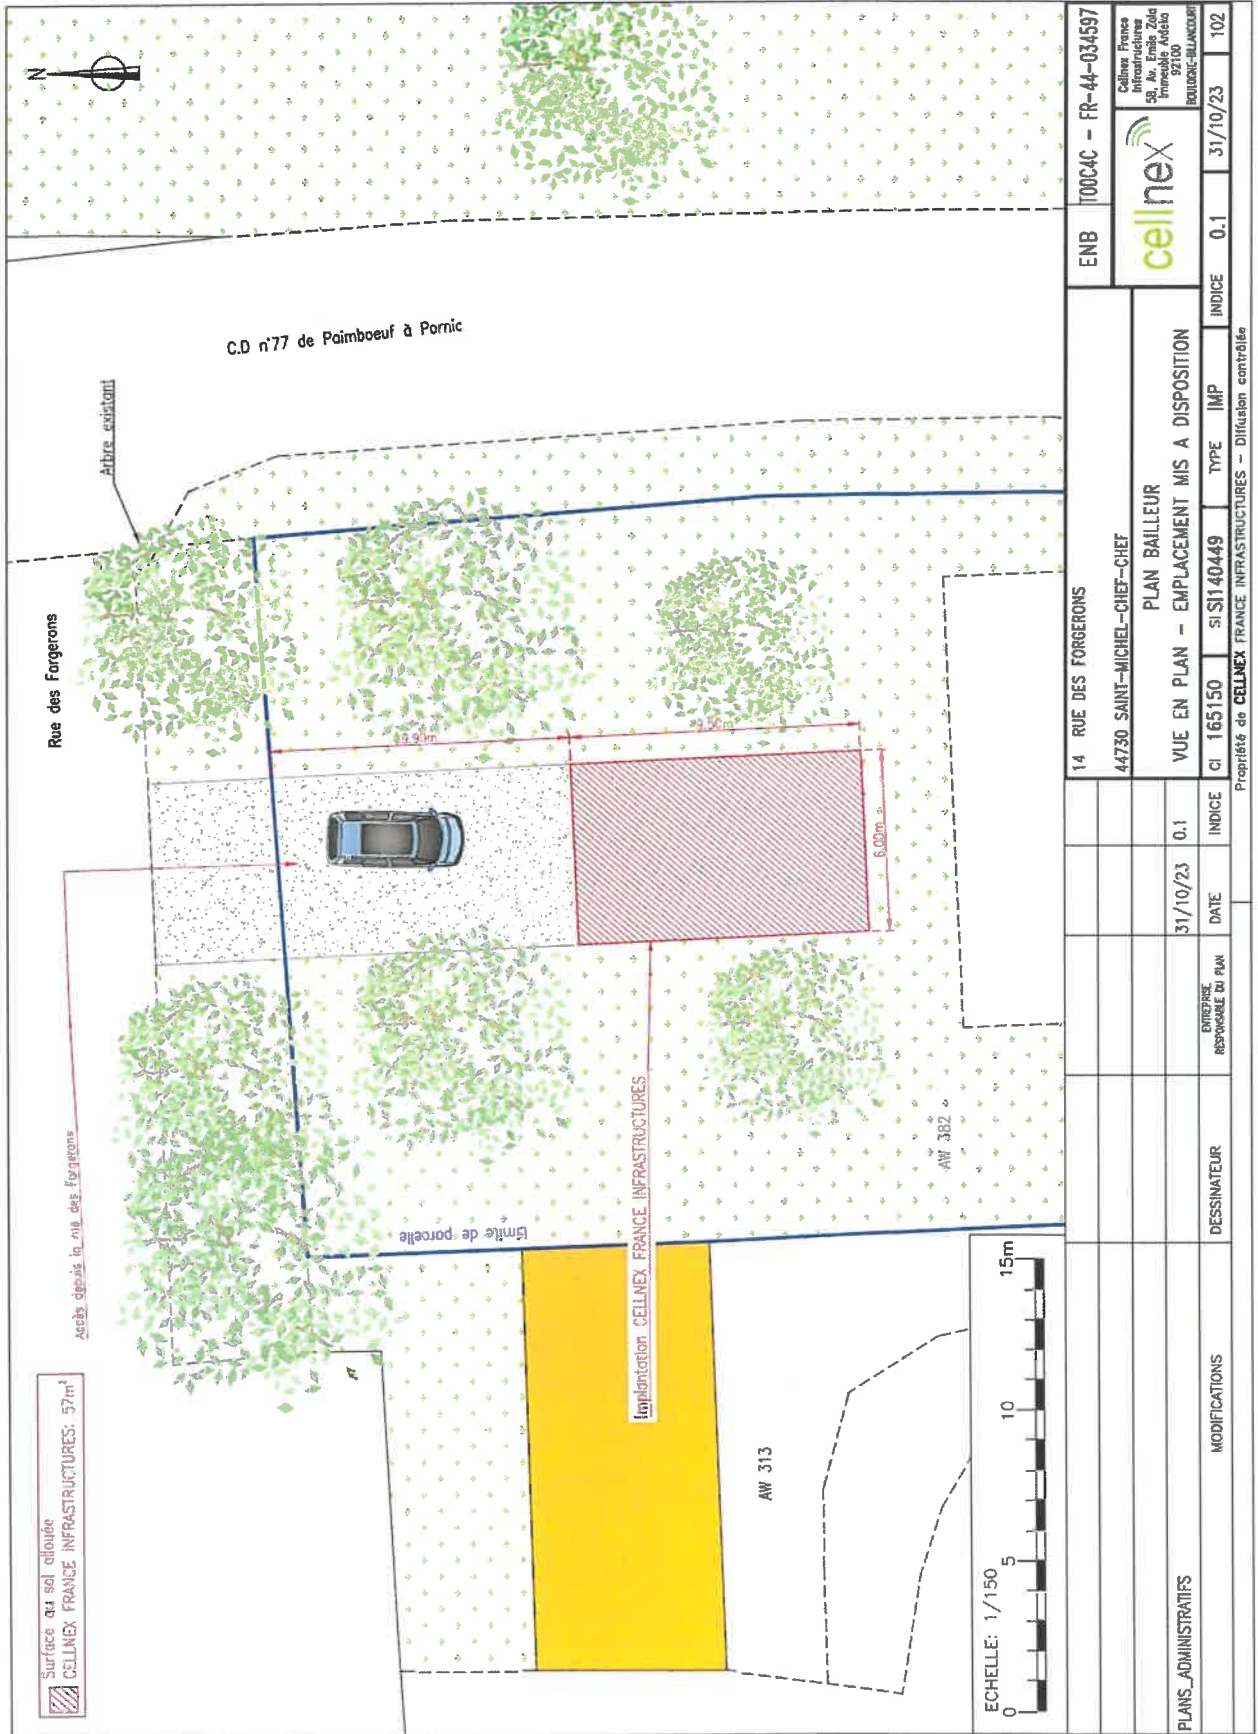 Surface au sol allouée
CELLNEX FRANCE INFRASTRUCTURES: 57m²
Accès depuis la rue des forgerons
Rue des Forgerons
Arbre existant
N
C.D n°77 de Paimboeuf à Pornic
9.90m
9.50m
6.00m
limite de parcelle
Implantation CELLNEX FRANCE INFRASTRUCTURES
AW 382
AW 313
ECHELLE: 1/150
0 5 10 15m
14 RUE DES FORGERONS
44730 SAINT-MICHEL-CHEF-CHEF
ENB T00C4C - FR-44-034597
cellnex
Cellnex France
Infrastructures
58, Av. Emile Zola
Immeuble Ardeko
92100
BOULOGNE-BILLANCOURT
PLAN BAILLEUR
VUE EN PLAN - EMPLACEMENT MIS A DISPOSITION
CI 165150 SI SI140449 TYPE IMP INDICE 0.1 31/10/23 102
PLANS_ADMINISTRATIFS 31/10/23 0.1
MODIFICATIONS DESSINATEUR ENTREPRISE RESPONSABLE DU PLAN DATE INDICE
Propriété de CELLNEX FRANCE INFRASTRUCTURES - Diffusion contrôlée